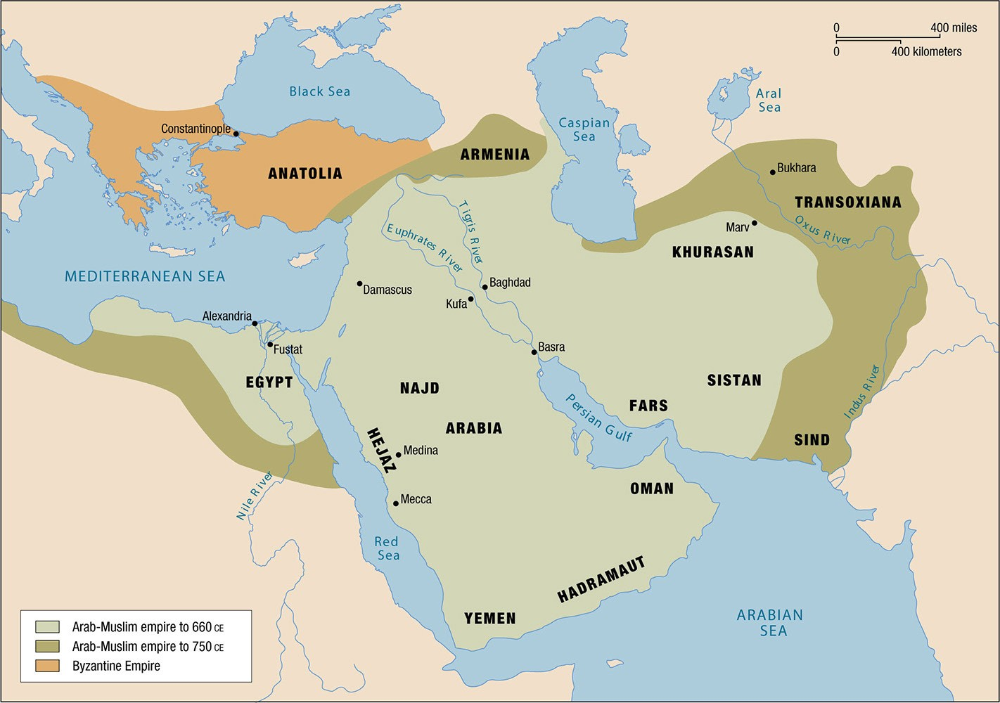 0 400 miles
0 400 kilometers
Black Sea
Aral
Sea
Caspian
Sea
Constantinople
ARMENIA
ANATOLIA
Bukhara
TRANSOXIANA
Tigris River
Euphrates River
Marv
Oxus River
KHURASAN
MEDITERRANEAN SEA
Damascus
Baghdad
Kufa
Alexandria
Fustat
Basra
EGYPT
NAJD
SISTAN
Indus River
FARS
Persian Gulf
ARABIA
HEJAZ
Medina
SIND
Nile River
Mecca
OMAN
Red
Sea
HADRAMAUT
YEMEN
ARABIAN
SEA
Arab-Muslim empire to 660 CE
Arab-Muslim empire to 750 CE
Byzantine Empire